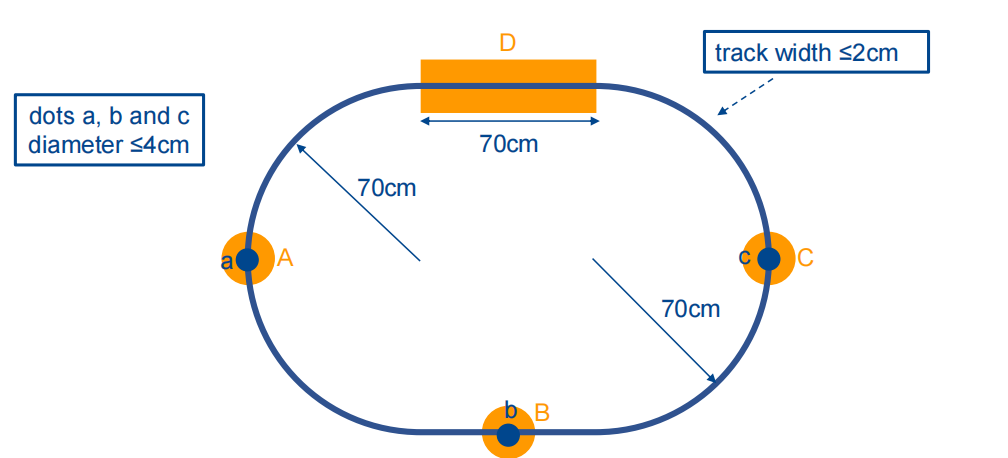 D
track width ≤2cm
dots a, b and c
diameter ≤4cm
70cm
70cm
a
A
c
C
70cm
b
B